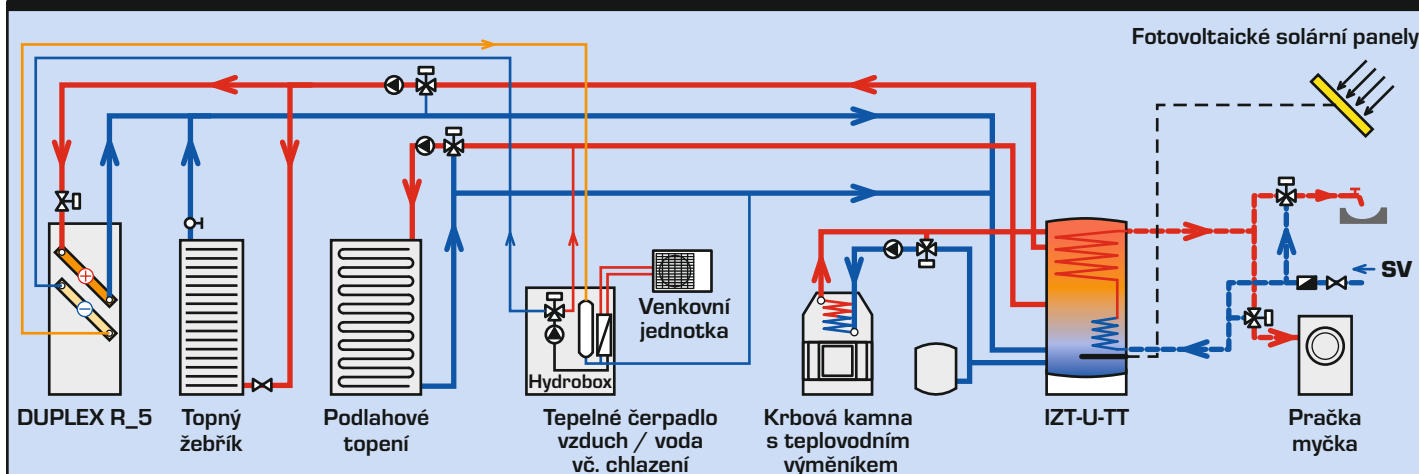 Fotovoltaické solární panely
SV
+
−
Venkovní
jednotka
Hydrobox
DUPLEX R_5
Topný
žebřík
Podlahové
topení
Tepelné čerpadlo
vzduch / voda
vč. chlazení
Krbová kamna
s teplovodním
výměníkem
IZT-U-TT
Pračka
myčka